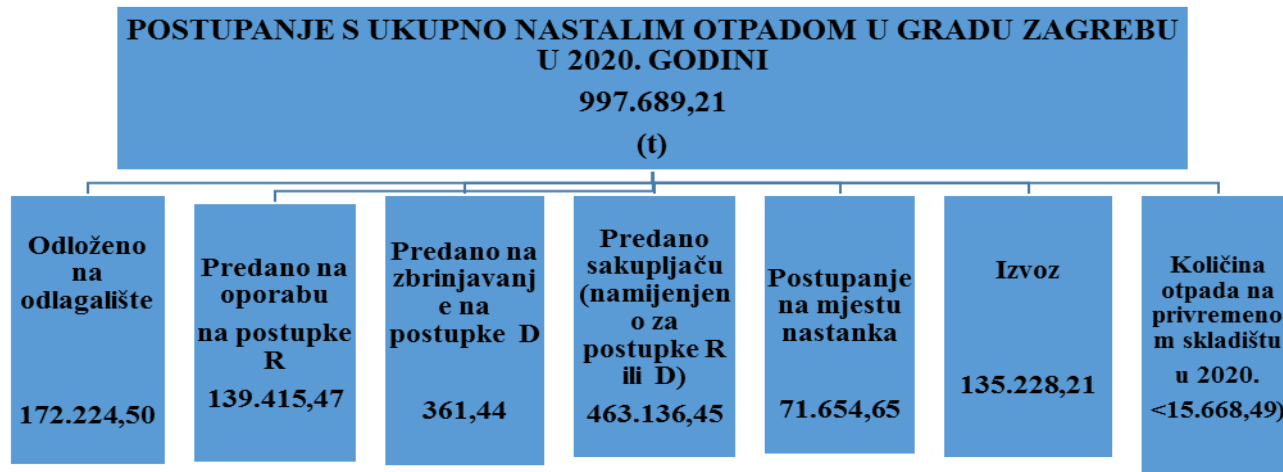 POSTUPANJE S UKUPNO NASTALIM OTPADOM U GRADU ZAGREBU
U 2020. GODINI
997.689,21
(t)
Odloženo
na
odlagalište
172.224,50
Predano na
oporabu
na postupke
R
139.415,47
Predano na
zbrinjavanj
e na
postupke D
361,44
Predano
sakupljaču
(namijenjen
o za
postupke R
ili D)
463.136,45
Postupanje
na mjestu
nastanka
71.654,65
Izvoz
135.228,21
Količina
otpada na
privremeno
m skladištu
u 2020.
<15.668,49)